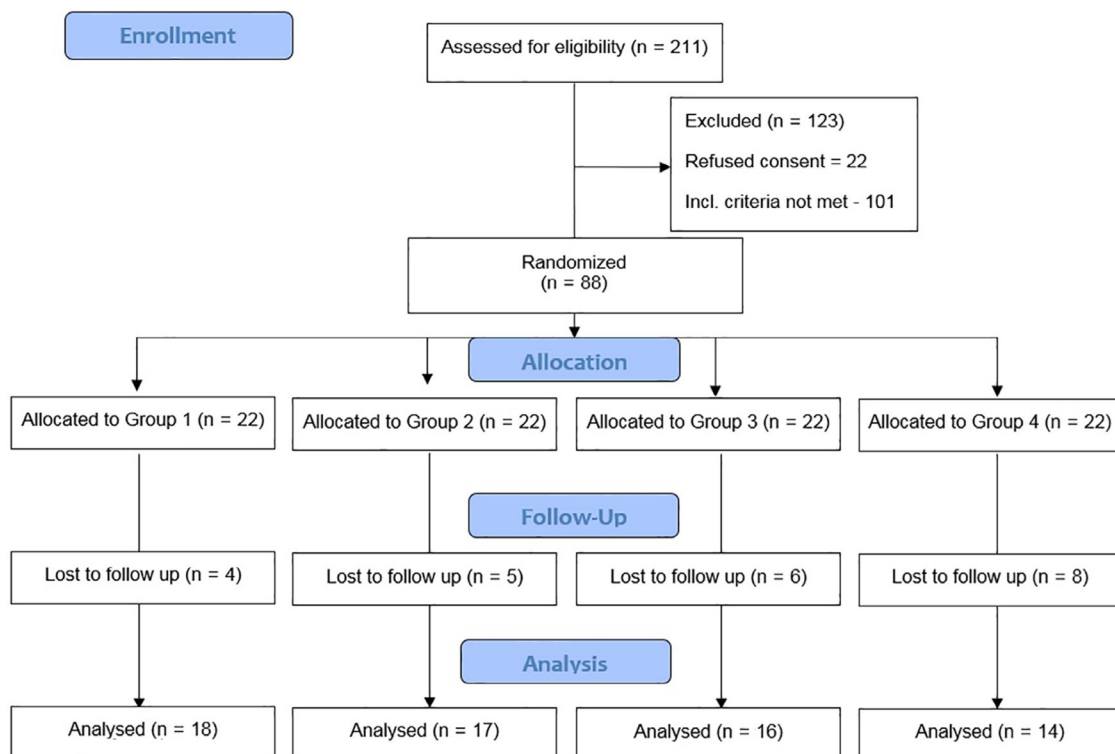 Enrollment
Assessed for eligibility (n = 211)
Excluded (n = 123)
Refused consent = 22
Incl. criteria not met - 101
Randomized
(n = 88)
Allocation
Allocated to Group 1 (n = 22)
Allocated to Group 2 (n = 22)
Allocated to Group 3 (n = 22)
Allocated to Group 4 (n = 22)
Follow-Up
Lost to follow up (n = 4)
Lost to follow up (n = 5)
Lost to follow up (n = 6)
Lost to follow up (n = 8)
Analysis
Analysed (n = 18)
Analysed (n = 17)
Analysed (n = 16)
Analysed (n = 14)